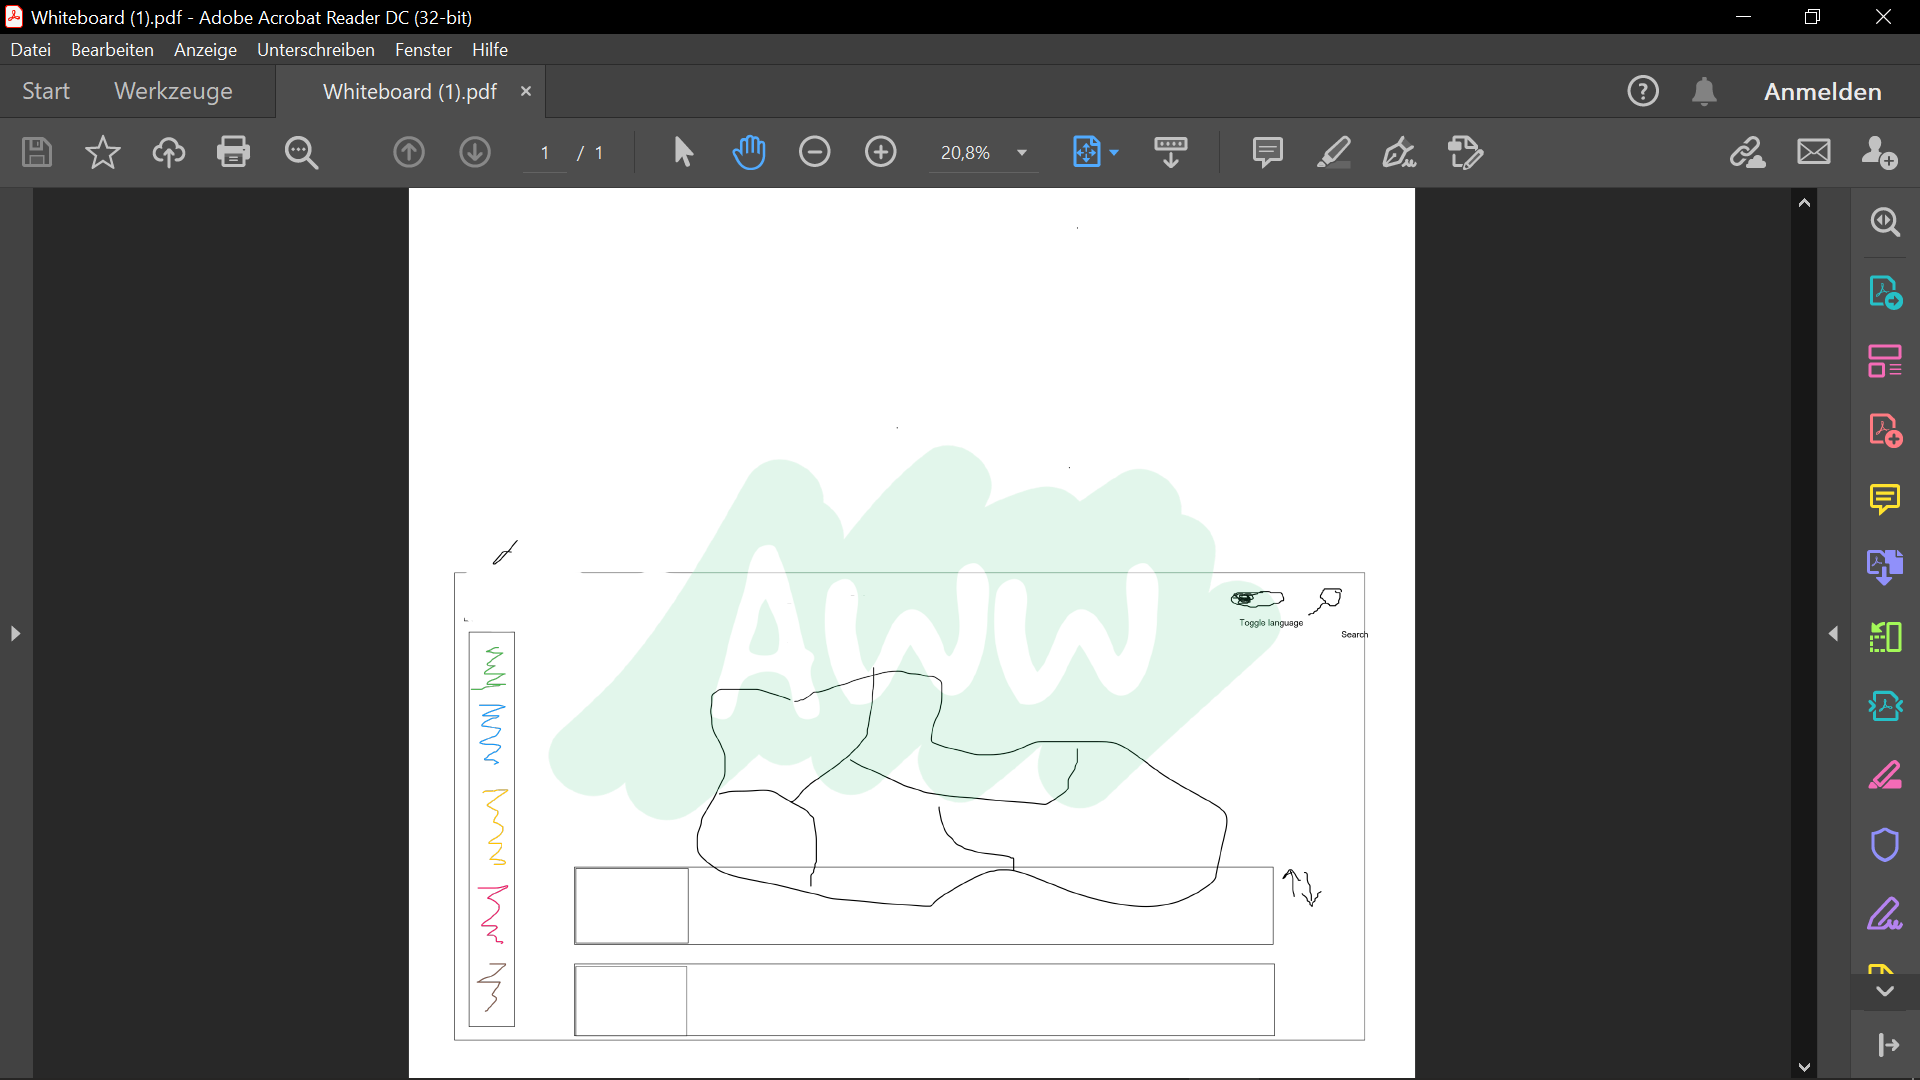 Whiteboard (1).pdf - Adobe Acrobat Reader DC (32-bit)
Datei Bearbeiten Anzeige Unterschreiben Fenster Hilfe
Start Werkzeuge Whiteboard (1).pdf × Anmelden
1 / 1 20,8%
AWW
Toggle language
Search